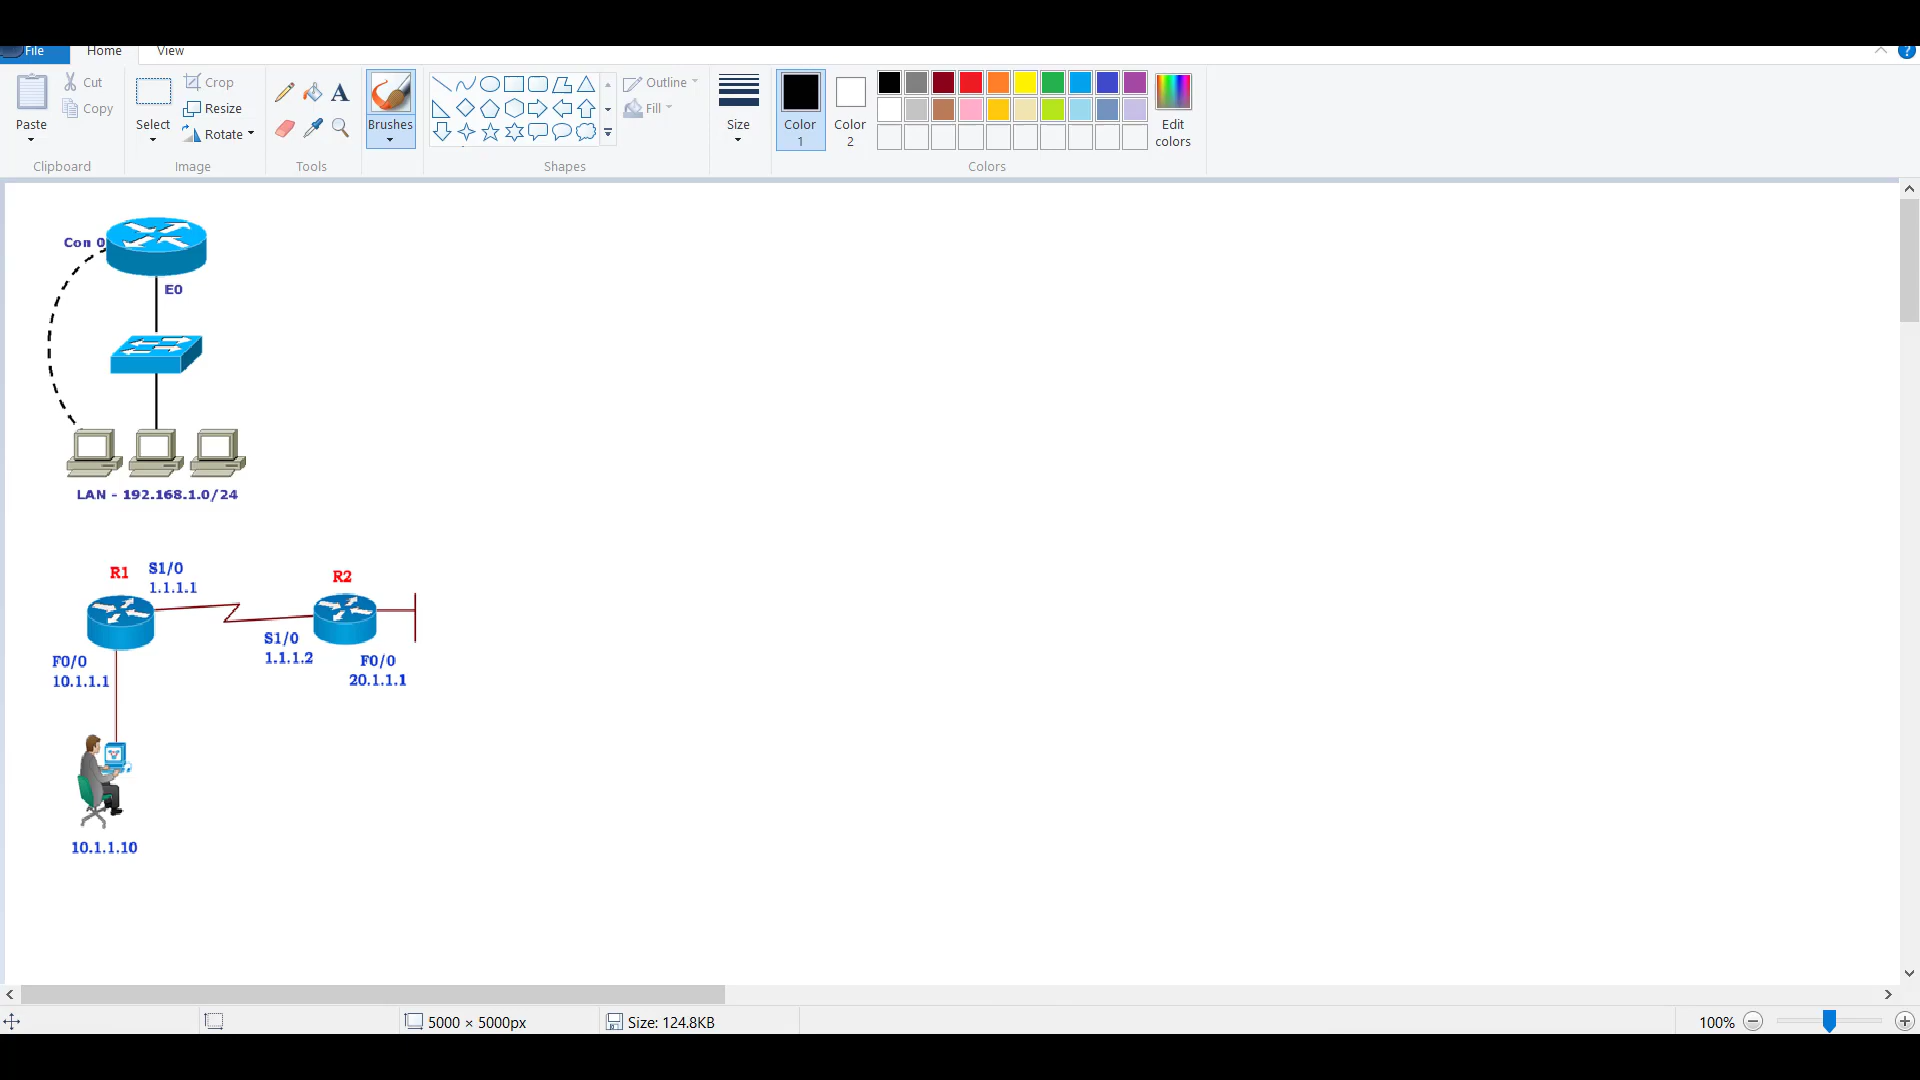 File Home View
Paste
Cut
Copy
Clipboard
Select
Crop
Resize
Rotate
Image
A
Tools
Brushes
Shapes
Outline
Fill
Size
Color
1
Color
2
Edit
colors
Colors
?
Con 0
E0
LAN - 192.168.1.0/24
R1
S1/0
1.1.1.1
R2
S1/0
1.1.1.2
F0/0
10.1.1.1
F0/0
20.1.1.1
10.1.1.10
5000 × 5000px
Size: 124.8KB
100%